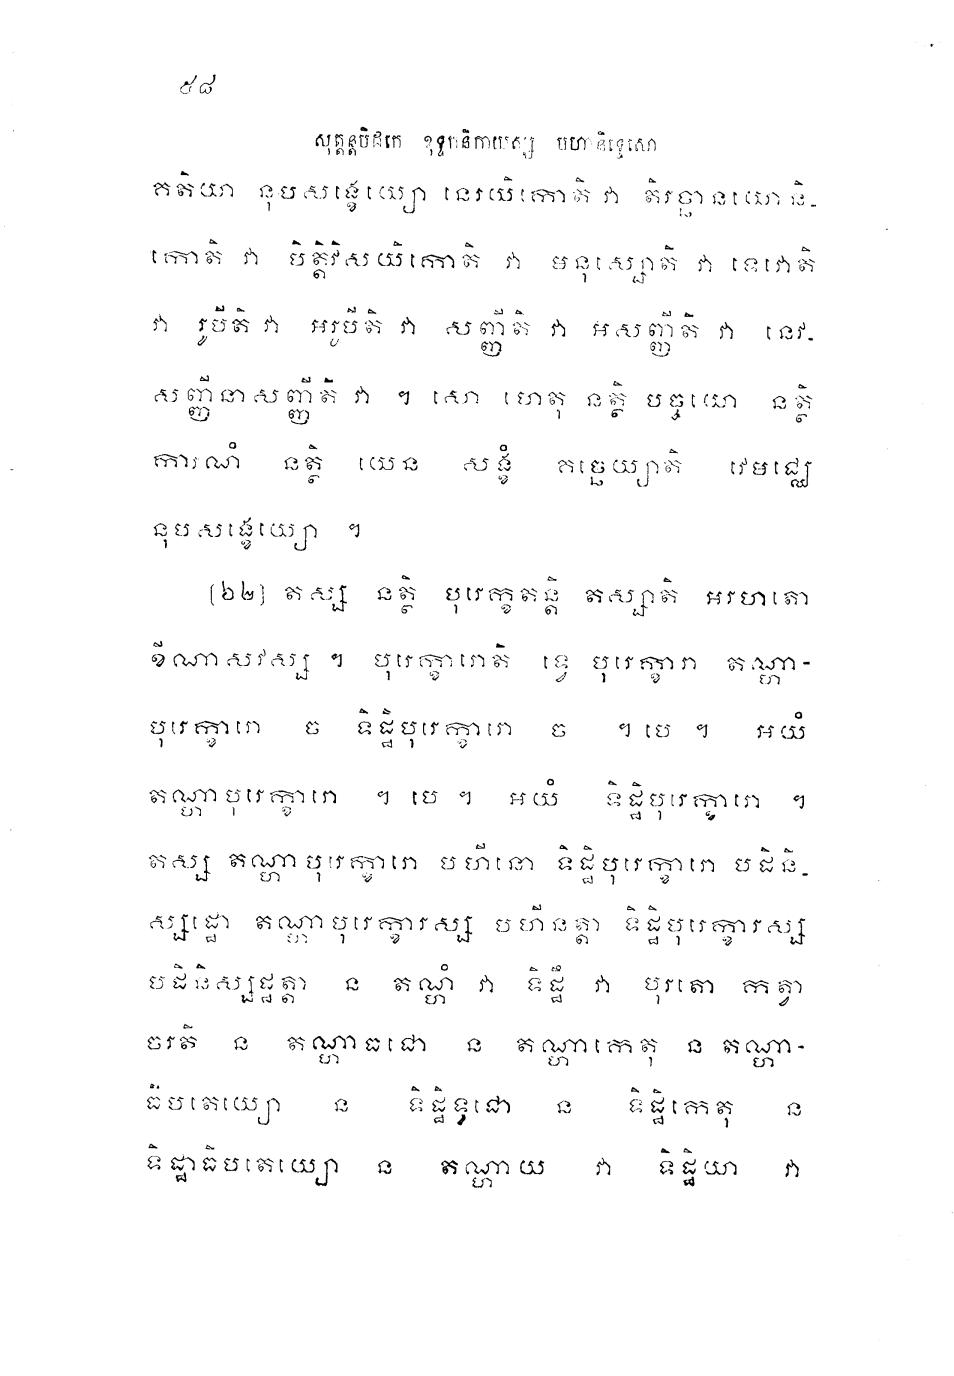 ៥៨
សុត្តន្តបិដកេ ខុទ្ទកនិកាយស្ស មហានិទ្ទេសោ
គតិយា នុបសង្ខេយ្យោ នេរយិកោតិ វា តិរច្ឆានយោនិ-
កោតិ វា បិត្តិវិសយិកោតិ វា មនុស្សោតិ វា ទេវោតិ
វា រូបីតិ វា អរូបីតិ វា សញ្ញីតិ វា អសញ្ញីតិ វា នេវ-
សញ្ញីនាសញ្ញីតិ វា ។ សោ ហេតុ នត្ថិ បច្ចយោ នត្ថិ
ការណំ នត្ថិ យេន សង្ខំ គច្ឆេយ្យាតិ វេមជ្ឈេ
នុបសង្ខេយ្យោ ។
[៦២] តស្ស នត្ថិ បុរេក្ខតន្តិ តស្សាតិ អរហតោ
ខីណាសវស្ស ។ បុរេក្ខារោតិ ទ្វេ បុរេក្ខារា តណ្ហា-
បុរេក្ខារោ ច ទិដ្ឋិបុរេក្ខារោ ច ។ បេ ។ អយំ
តណ្ហាបុរេក្ខារោ ។ បេ ។ អយំ ទិដ្ឋិបុរេក្ខារោ ។
តស្ស តណ្ហាបុរេក្ខារោ បហីនោ ទិដ្ឋិបុរេក្ខារោ បដិនិ-
ស្សដ្ឋោ តណ្ហាបុរេក្ខារស្ស បហីនត្តា ទិដ្ឋិបុរេក្ខារស្ស
បដិនិស្សដ្ឋត្តា ន តណ្ហំ វា ទិដ្ឋឹ វា បុរតោ កត្វា
ចរតិ ន តណ្ហាធជោ ន តណ្ហាកេតុ ន តណ្ហា-
ធិបតេយ្យោ ន ទិដ្ឋិទ្ធជោ ន ទិដ្ឋិកេតុ ន
ទិដ្ឋាធិបតេយ្យោ ន តណ្ហាយ វា ទិដ្ឋិយា វា